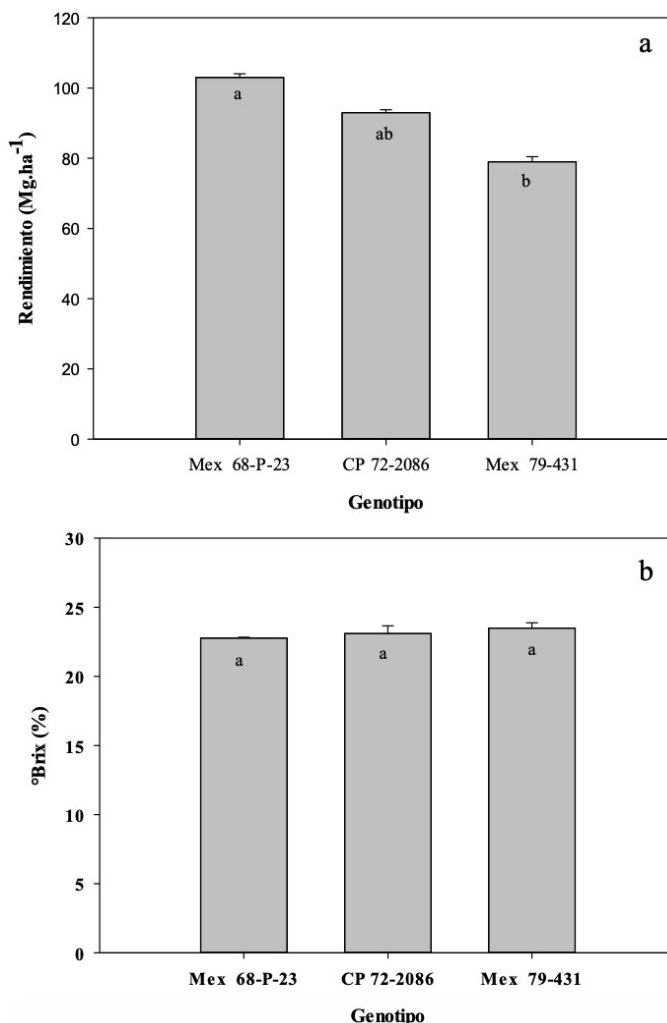 120
a
100
a
ab
80
b
60
40
20
0
Rendimiento (Mg.ha⁻¹)
Mex 68-P-23 CP 72-2086 Mex 79-431
Genotipo
30
b
25
a a a
20
15
10
5
0
°Brix (%)
Mex 68-P-23 CP 72-2086 Mex 79-431
Genotipo